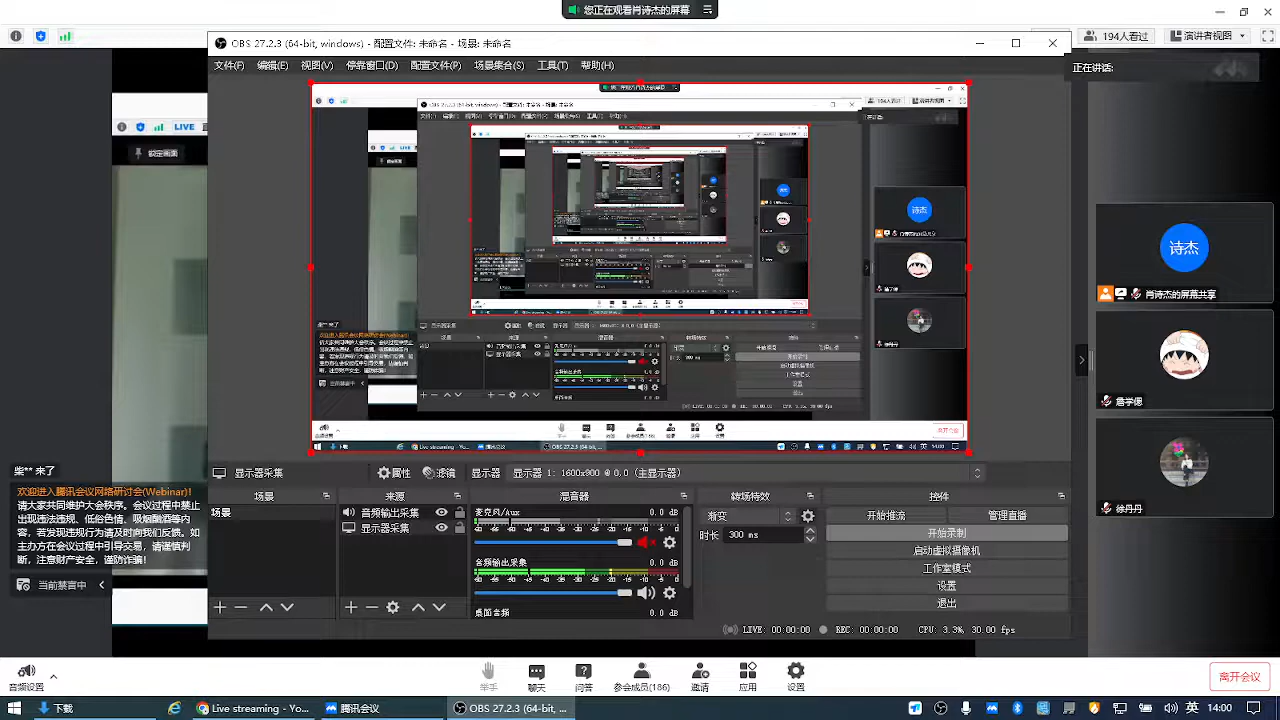 您正在观看肖诗杰的屏幕
194人看过
演讲者视图
OBS 27.2.3 (64-bit, windows) - 配置文件: 未命名 - 场景: 未命名
文件(F) 编辑(E) 视图(V) 停靠窗口(D) 配置文件(P) 场景集合(S) 工具(T) 帮助(H)
正在讲话:
LIVE
锁定画面
诗杰
肖诗杰的屏幕共享
徐丹丹
柴** 来了
欢迎进入腾讯会议网络研讨会(Webinar)!
请大家共同维护大会秩序。会议过程中禁止
出现违法违规、低俗色情、吸烟酗酒等内
容，若发现违规行为请及时向我们反馈。如
主办方在会议过程中引导交易，请谨慎判
断，注意财产安全，谨防诈骗！
当前禁言中
显示器采集
属性
滤镜
显示器
显示器 1: 1600x900 @ 0,0 (主显示器)
场景
来源
混音器
转场特效
控件
场景
音频输出采集
显示器采集
麦克风/Aux
0.0 dB
音频输出采集
0.0 dB
桌面音频
0.0 dB
渐变
时长 300 ms
开始推流
管理直播
开始录制
启动虚拟摄像机
工作室模式
设置
退出
LIVE: 00:00:00
REC: 00:00:00
CPU: 3.3%, 30.00 fps
音频设置
举手
聊天
问答
参会成员(186)
邀请
应用
设置
离开会议
下载
Live streaming - Yo...
腾讯会议
OBS 27.2.3 (64-bit, ...
英
14:00